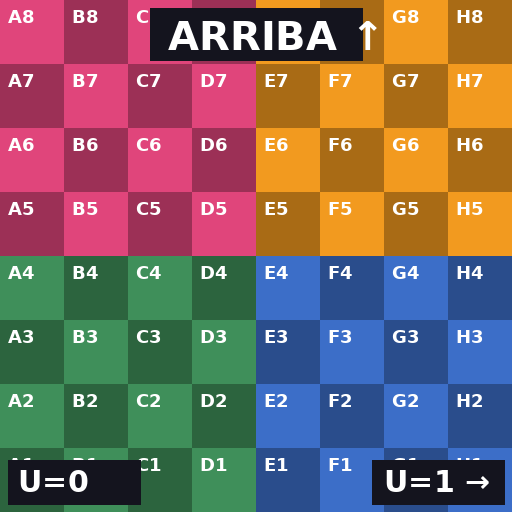 A8 B8 C ARRIBA ↑ G8 H8
A7 B7 C7 D7 E7 F7 G7 H7
A6 B6 C6 D6 E6 F6 G6 H6
A5 B5 C5 D5 E5 F5 G5 H5
A4 B4 C4 D4 E4 F4 G4 H4
A3 B3 C3 D3 E3 F3 G3 H3
A2 B2 C2 D2 E2 F2 G2 H2
C1 D1 E1 F1
U=0 U=1 →